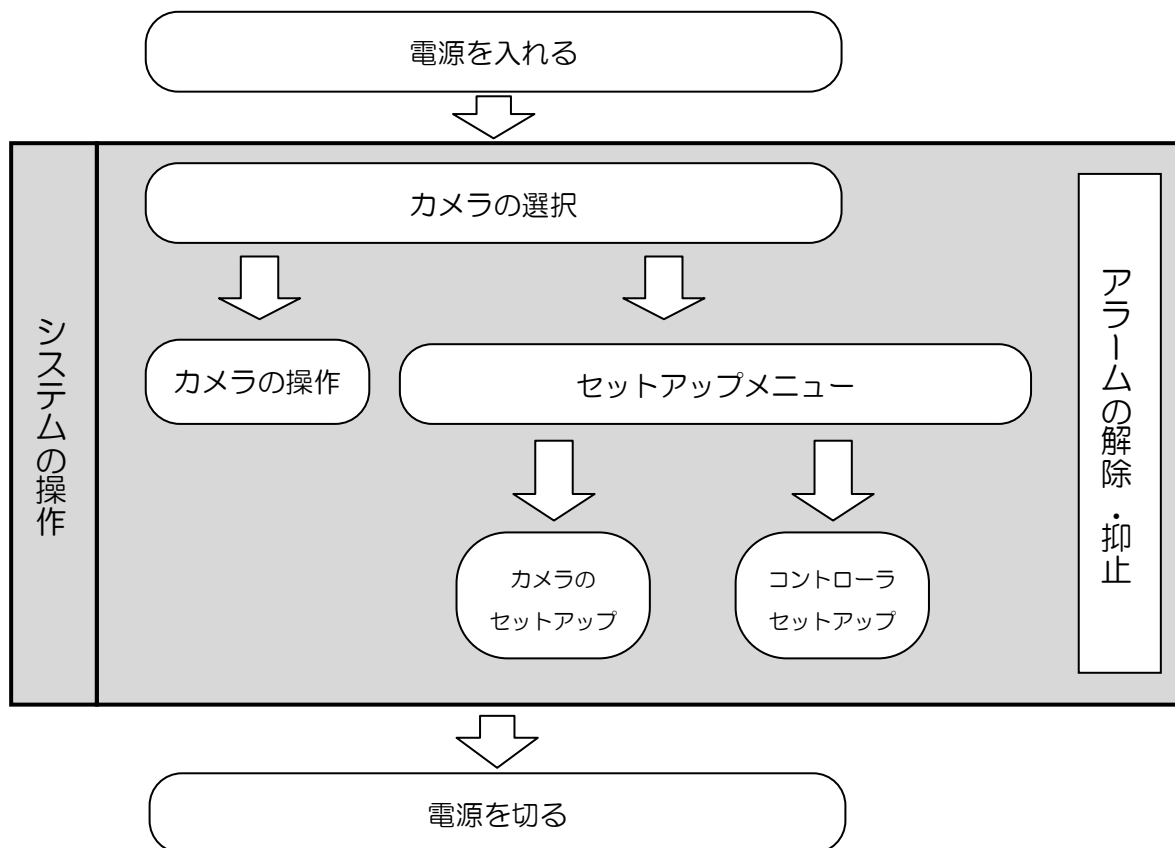 電源を入れる
システムの操作
カメラの選択
カメラの操作
セットアップメニュー
カメラの
セットアップ
コントローラ
セットアップ
アラームの解除・抑止
電源を切る